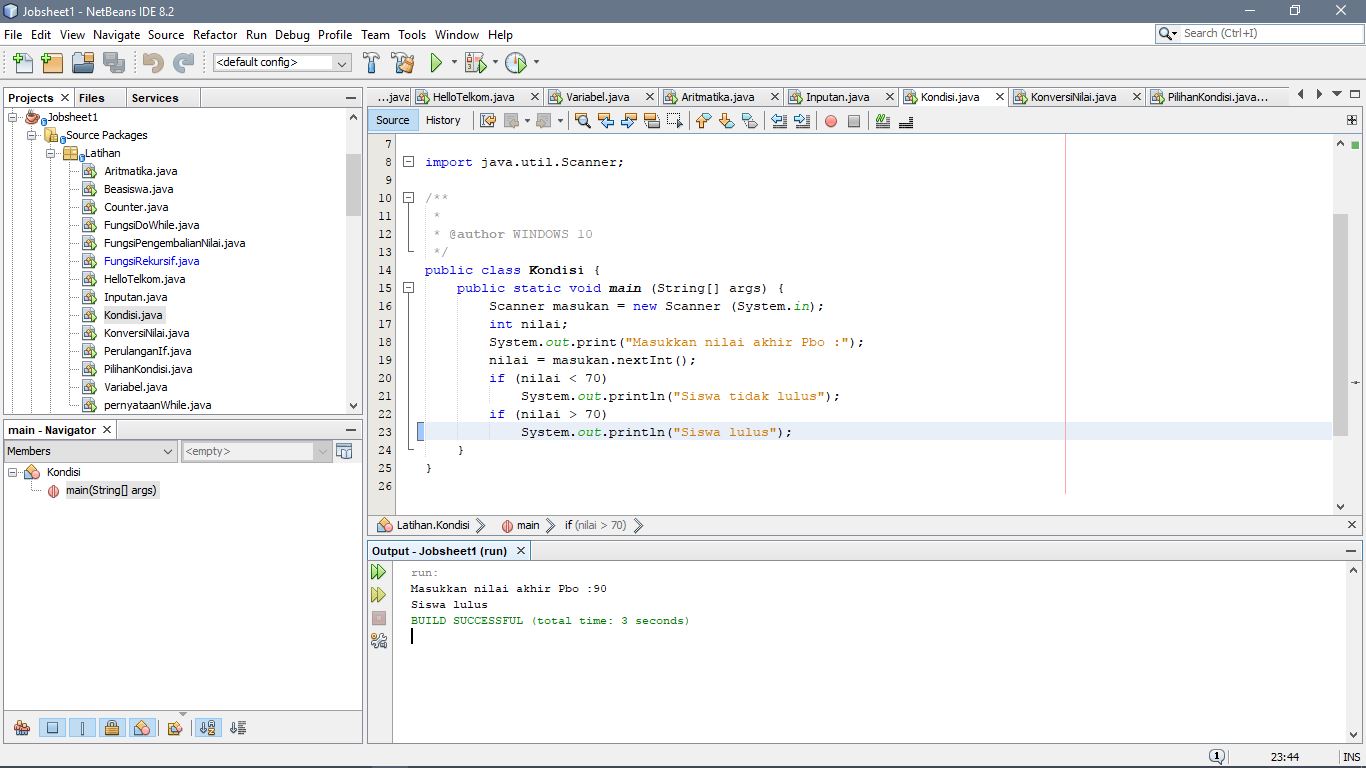 Jobsheet1 - NetBeans IDE 8.2
File Edit View Navigate Source Refactor Run Debug Profile Team Tools Window Help
Search (Ctrl+I)
<default config>
Projects Files Services
Jobsheet1
Source Packages
Latihan
Aritmatika.java
Beasiswa.java
Counter.java
FungsiDoWhile.java
FungsiPengembalianNilai.java
FungsiRekursif.java
HelloTelkom.java
Inputan.java
Kondisi.java
KonversiNilai.java
PerulanganIf.java
PilihanKondisi.java
Variabel.java
pernyataanWhile.java
main - Navigator
Members <empty>
Kondisi
main(String[] args)
...java HelloTelkom.java Variabel.java Aritmatika.java Inputan.java Kondisi.java KonversiNilai.java PilihanKondisi.java...
Source History
7
8 import java.util.Scanner;
9
10 /**
11 *
12 * @author WINDOWS 10
13 */
14 public class Kondisi {
15 public static void main (String[] args) {
16 Scanner masukan = new Scanner (System.in);
17 int nilai;
18 System.out.print("Masukkan nilai akhir Pbo :");
19 nilai = masukan.nextInt();
20 if (nilai < 70)
21 System.out.println("Siswa tidak lulus");
22 if (nilai > 70)
23 System.out.println("Siswa lulus");
24 }
25 }
26
Latihan.Kondisi main if (nilai > 70)
Output - Jobsheet1 (run)
run:
Masukkan nilai akhir Pbo :90
Siswa lulus
BUILD SUCCESSFUL (total time: 3 seconds)
1 23:44 INS